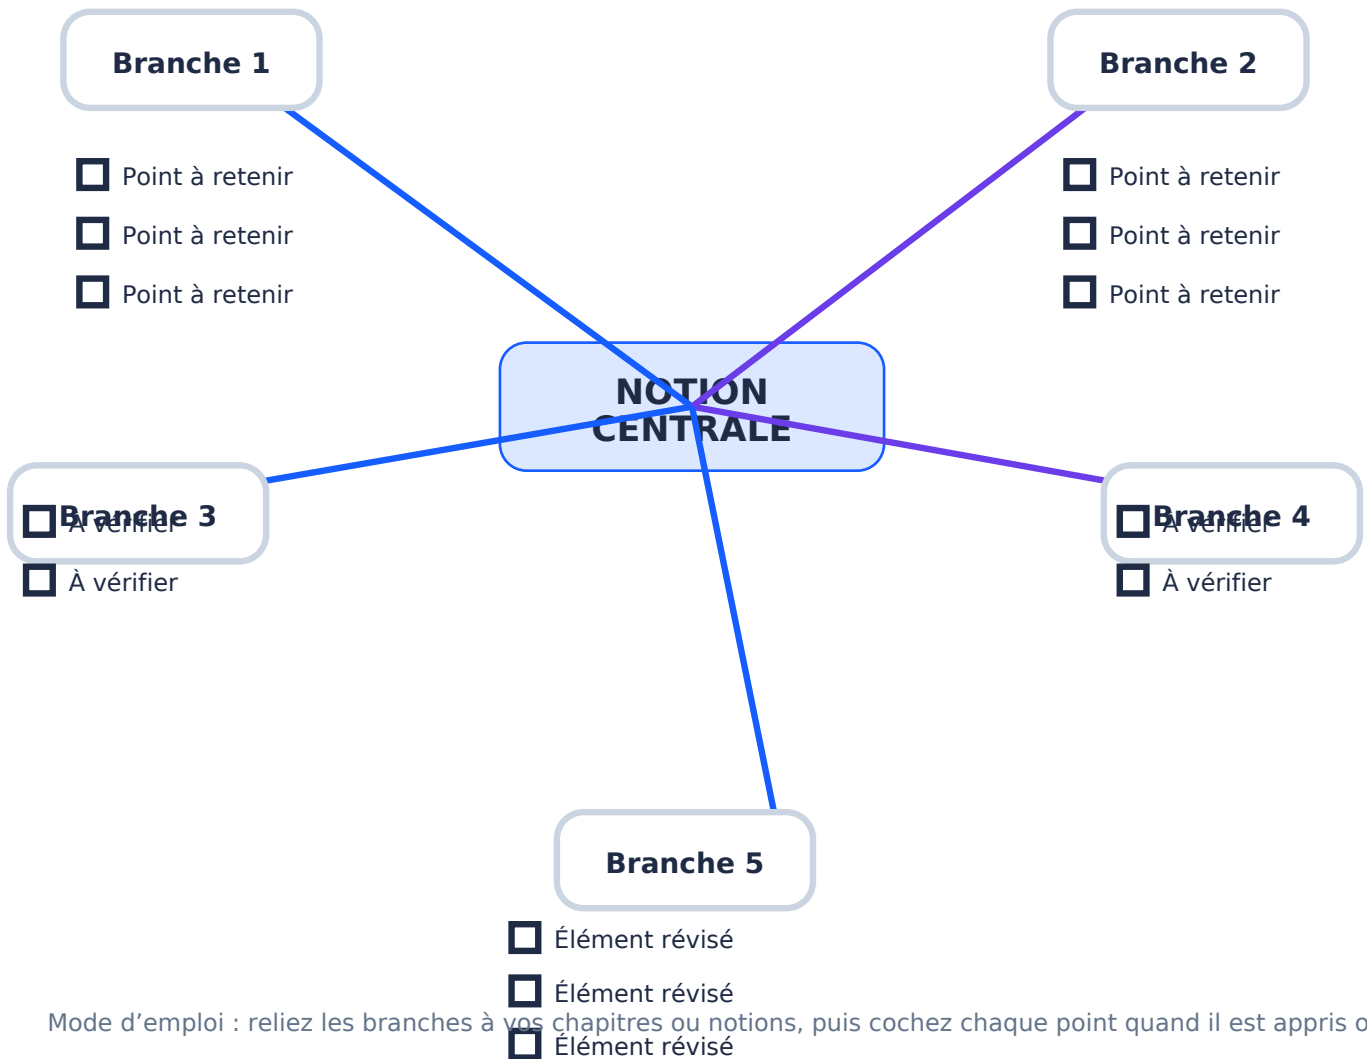 Branche 1
Point à retenir
Point à retenir
Point à retenir
Branche 2
Point à retenir
Point à retenir
Point à retenir
NOTION
CENTRALE
Branche 3
À vérifier
À vérifier
Branche 4
À vérifier
À vérifier
Branche 5
Élément révisé
Élément révisé
Élément révisé
Mode d’emploi : reliez les branches à vos chapitres ou notions, puis cochez chaque point quand il est appris